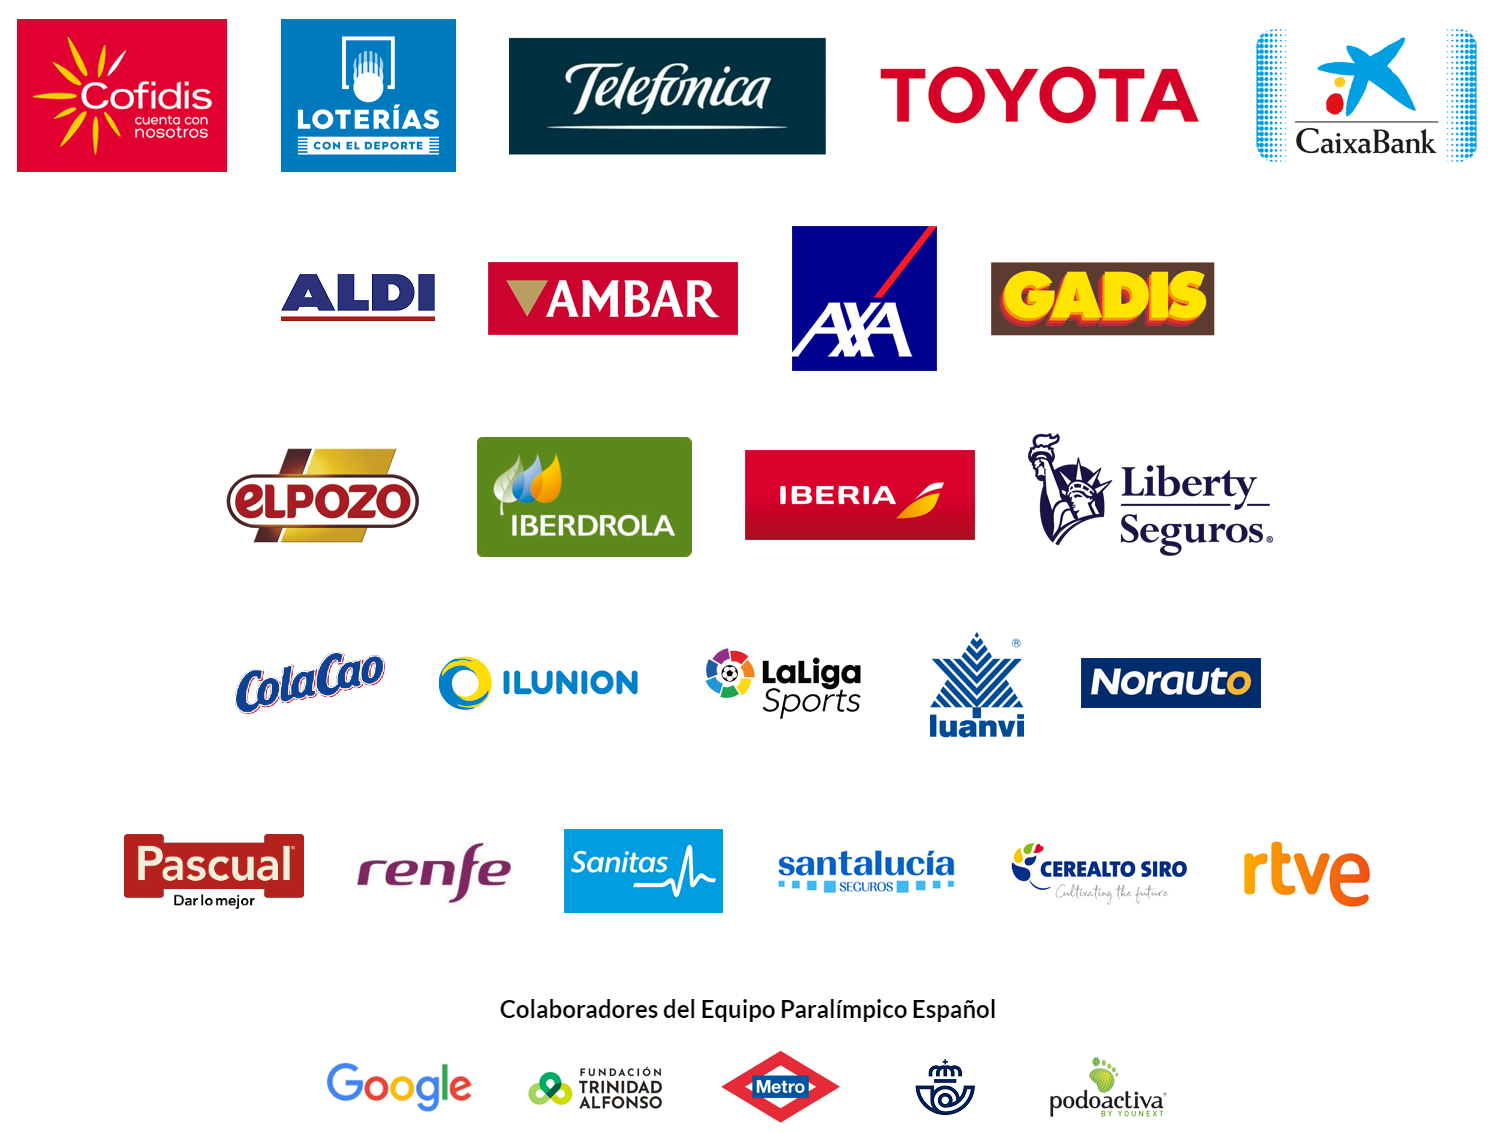 Cofidis
cuenta con
nosotros
LOTERÍAS
CON EL DEPORTE
Telefónica
TOYOTA
CaixaBank
ALDI
AMBAR
AXA
GADIS
ELPOZO
IBERDROLA
IBERIA
Liberty
Seguros®
ColaCao
ILUNION
LaLiga
Sports
®
luanvi
Norauto
Pascual
Dar lo mejor
renfe
Sanitas
santalucía
SEGUROS
CEREALTO SIRO
Cultivating the future
rtve
Colaboradores del Equipo Paralímpico Español
Google
FUNDACIÓN
TRINIDAD
ALFONSO
Metro
podoactiva
BY YOUNEXT